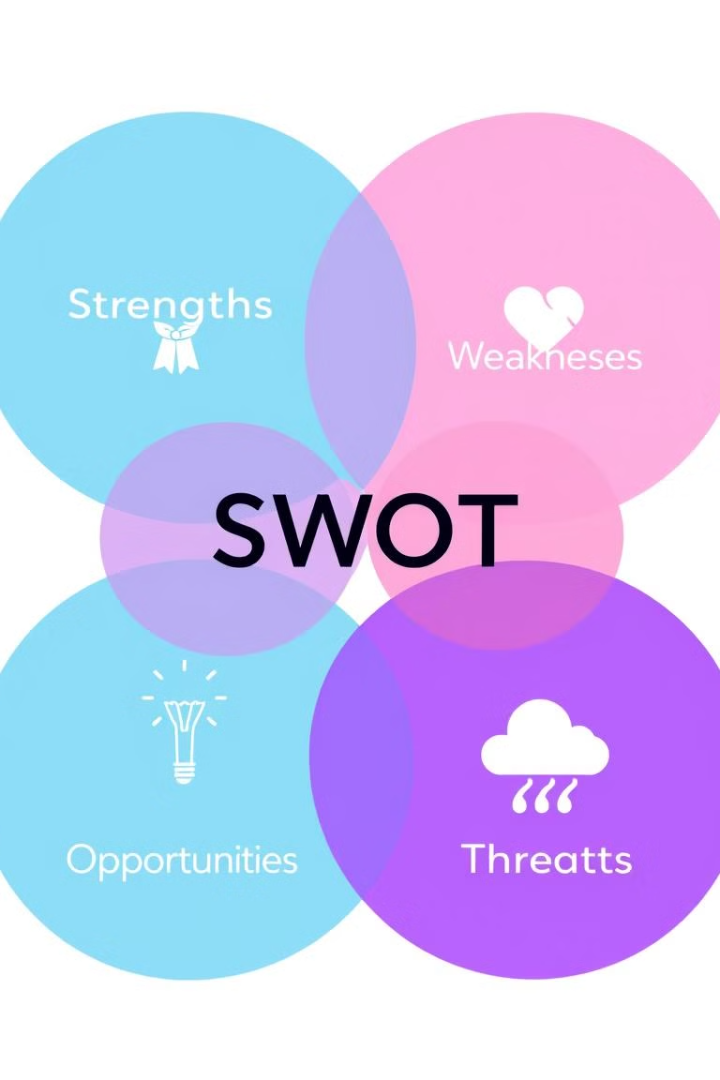 Strengths
Weakneses
SWOT
Opportunities
Threatts